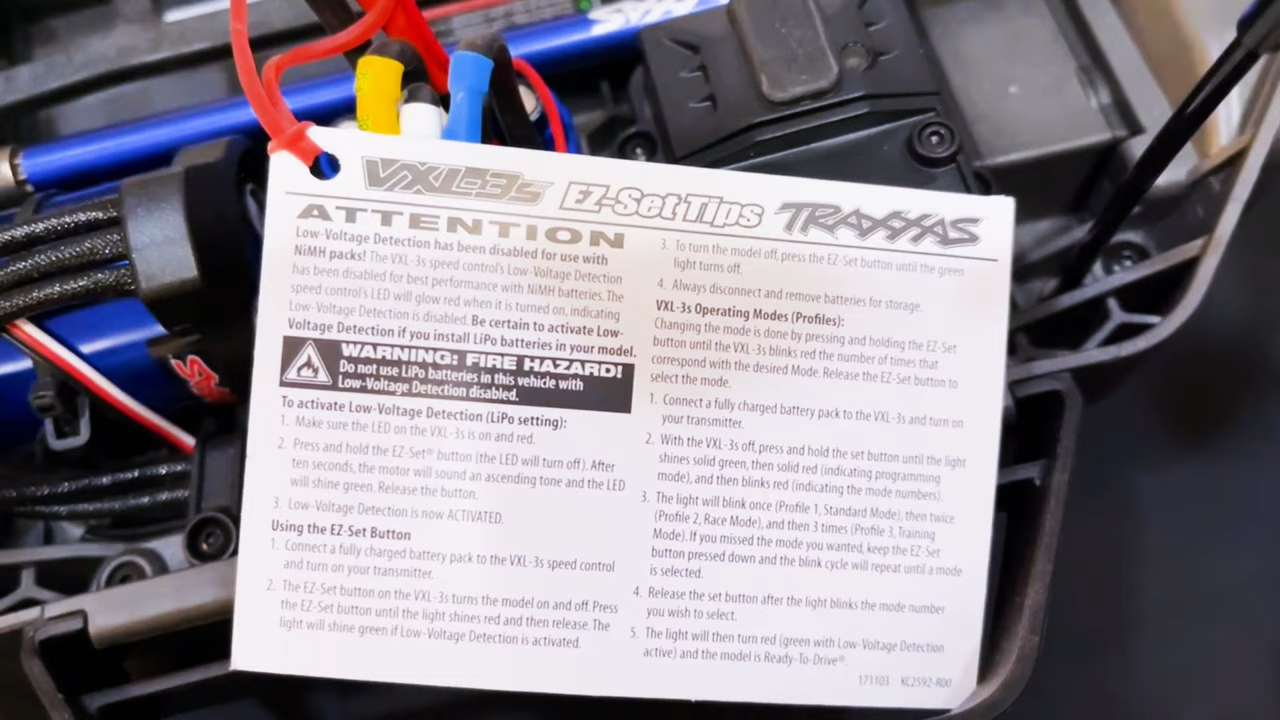 VXL-3s EZ-Set Tips TRAXXAS
ATTENTION
Low-Voltage Detection has been disabled for use with
NiMH packs! The VXL-3s speed control's Low-Voltage Detection
has been disabled for best performance with NiMH batteries. The
speed control's LED will glow red when it is turned on, indicating
Low-Voltage Detection is disabled. Be certain to activate Low-
Voltage Detection if you install LiPo batteries in your model.
WARNING: FIRE HAZARD!
Do not use LiPo batteries in this vehicle with
Low-Voltage Detection disabled.
To activate Low-Voltage Detection (LiPo setting):
1. Make sure the LED on the VXL-3s is on and red.
2. Press and hold the EZ-Set® button (the LED will turn off). After
ten seconds, the motor will sound an ascending tone and the LED
will shine green. Release the button.
3. Low-Voltage Detection is now ACTIVATED.
Using the EZ-Set Button
1. Connect a fully charged battery pack to the VXL-3s speed control
and turn on your transmitter.
2. The EZ-Set button on the VXL-3s turns the model on and off. Press
the EZ-Set button until the light shines red and then release. The
light will shine green if Low-Voltage Detection is activated.
3. To turn the model off, press the EZ-Set button until the green
light turns off.
4. Always disconnect and remove batteries for storage.
VXL-3s Operating Modes (Profiles):
Changing the mode is done by pressing and holding the EZ-Set
button until the VXL-3s blinks red the number of times that
correspond with the desired Mode. Release the EZ-Set button to
select the mode.
1. Connect a fully charged battery pack to the VXL-3s and turn on
your transmitter.
2. With the VXL-3s off, press and hold the set button until the light
shines solid green, then solid red (indicating programming
mode), and then blinks red (indicating the mode numbers).
3. The light will blink once (Profile 1, Standard Mode), then twice
(Profile 2, Race Mode), and then 3 times (Profile 3, Training
Mode). If you missed the mode you wanted, keep the EZ-Set
button pressed down and the blink cycle will repeat until a mode
is selected.
4. Release the set button after the light blinks the mode number
you wish to select.
5. The light will then turn red (green with Low-Voltage Detection
active) and the model is Ready-To-Drive®.
171103 KC2592-R00